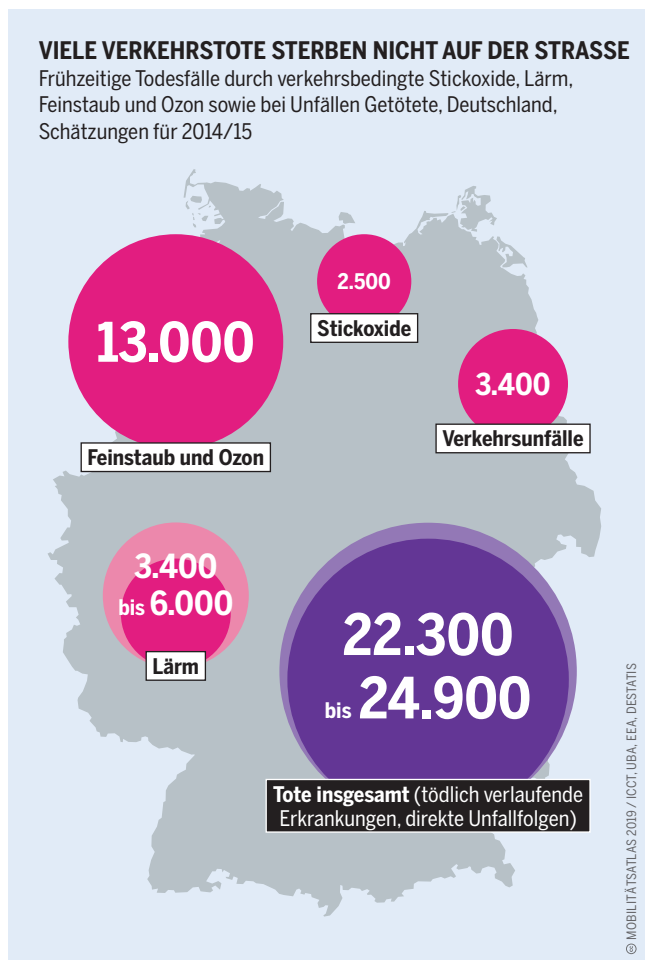 VIELE VERKEHRSTOTE STERBEN NICHT AUF DER STRASSE
Frühzeitige Todesfälle durch verkehrsbedingte Stickoxide, Lärm,
Feinstaub und Ozon sowie bei Unfällen Getötete, Deutschland,
Schätzungen für 2014/15
13.000
Feinstaub und Ozon
2.500
Stickoxide
3.400
Verkehrsunfälle
3.400
bis 6.000
Lärm
22.300
bis 24.900
Tote insgesamt (tödlich verlaufende
Erkrankungen, direkte Unfallfolgen)
MOBILITÄTSATLAS 2019 / ICCT, UBA, EEA, DESTATIS